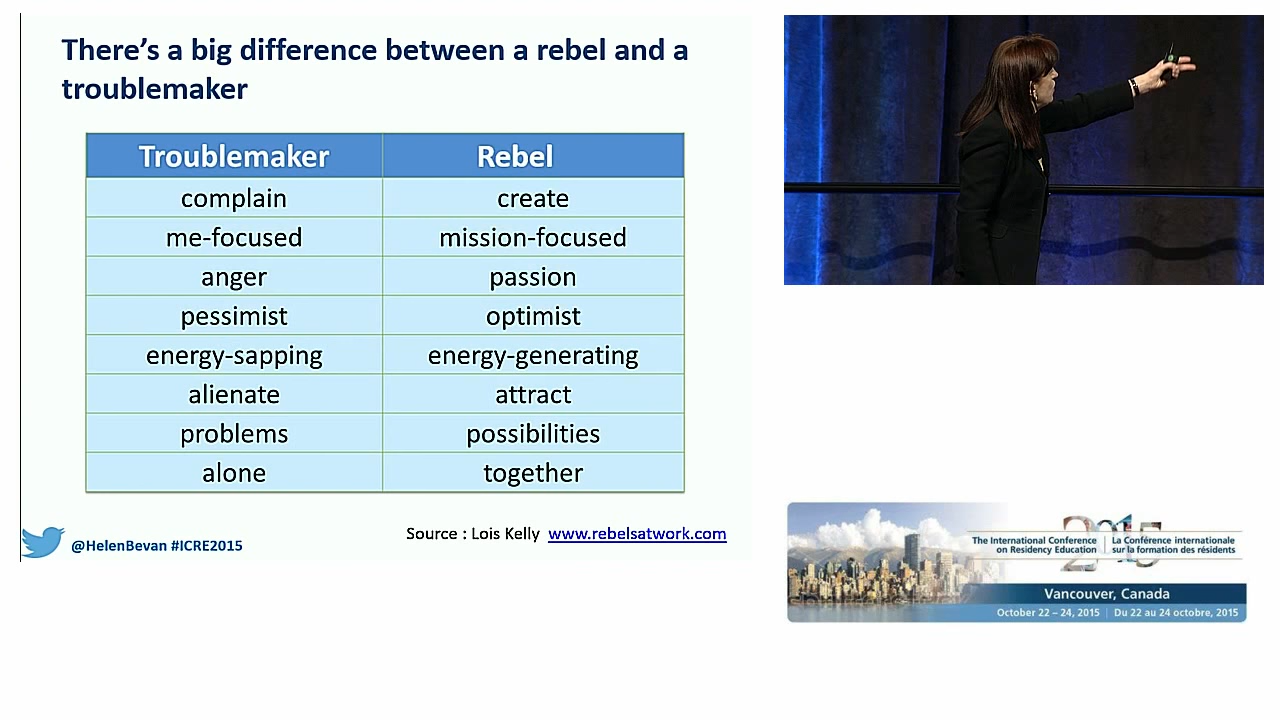 There's a big difference between a rebel and a
troublemaker
Troublemaker Rebel
complain create
me-focused mission-focused
anger passion
pessimist optimist
energy-sapping energy-generating
alienate attract
problems possibilities
alone together
Source : Lois Kelly www.rebelsatwork.com
@HelenBevan #ICRE2015
2015
The International Conference
on Residency Education
La Conférence internationale
sur la formation des résidents
Vancouver, Canada
October 22 – 24, 2015 | Du 22 au 24 octobre, 2015